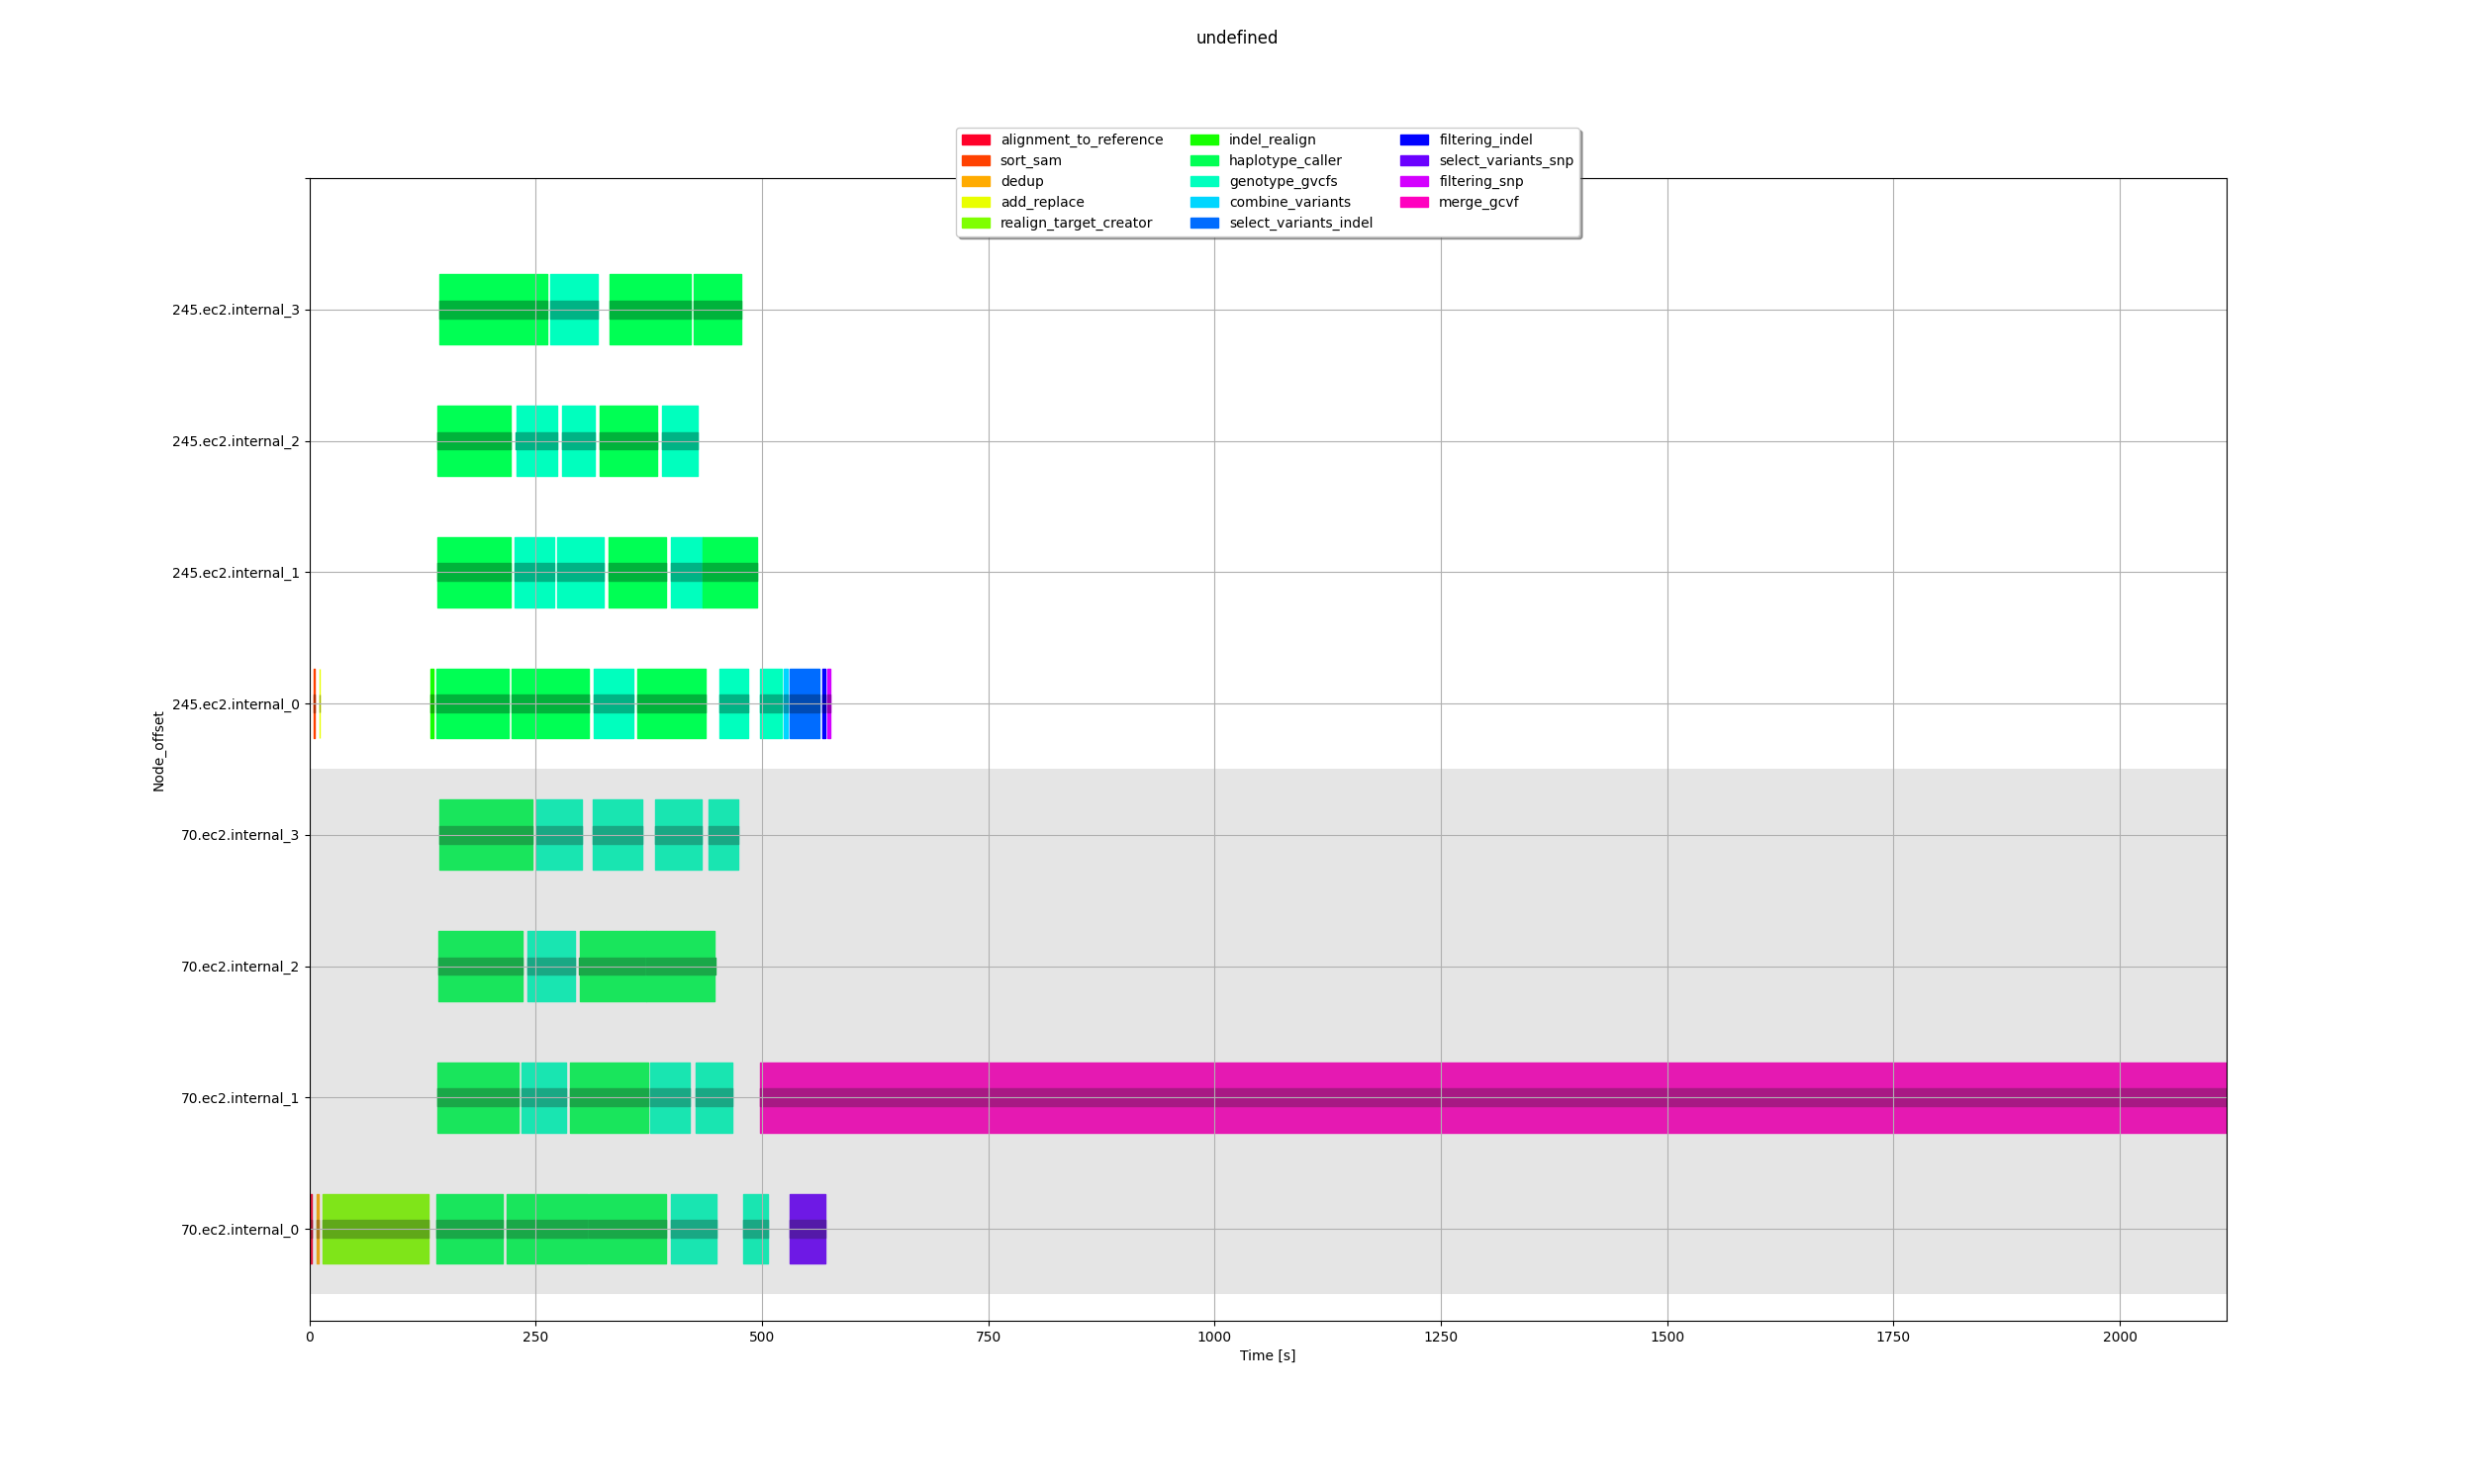 undefined
alignment_to_reference
sort_sam
dedup
add_replace
realign_target_creator
indel_realign
haplotype_caller
genotype_gvcfs
combine_variants
select_variants_indel
filtering_indel
select_variants_snp
filtering_snp
merge_gcvf
245.ec2.internal_3
245.ec2.internal_2
245.ec2.internal_1
245.ec2.internal_0
70.ec2.internal_3
70.ec2.internal_2
70.ec2.internal_1
70.ec2.internal_0
Node_offset
0 250 500 750 1000 1250 1500 1750 2000
Time [s]